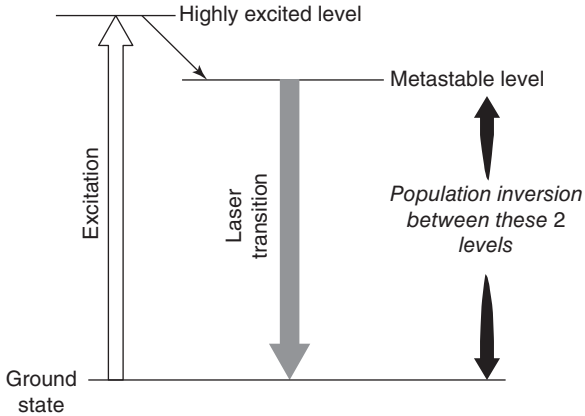 Highly excited level
Metastable level
Excitation
Laser
transition
Population inversion
between these 2
levels
Ground
state